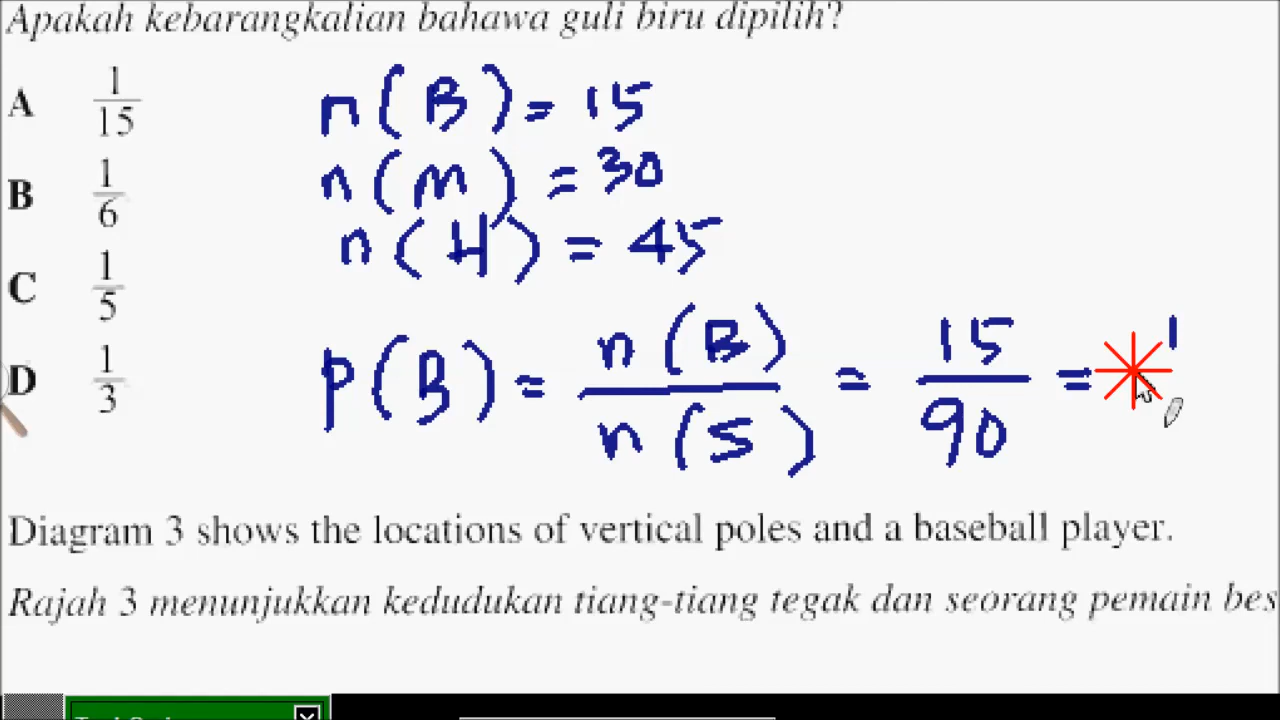 Apakah kebarangkalian bahawa guli biru dipilih?
A 1/15
n(B) = 15
B 1/6
n(M) = 30
n(H) = 45
C 1/5
D 1/3
P(B) = n(B)/n(S) = 15/90 = 1
Diagram 3 shows the locations of vertical poles and a baseball player.
Rajah 3 menunjukkan kedudukan tiang-tiang tegak dan seorang pemain bes